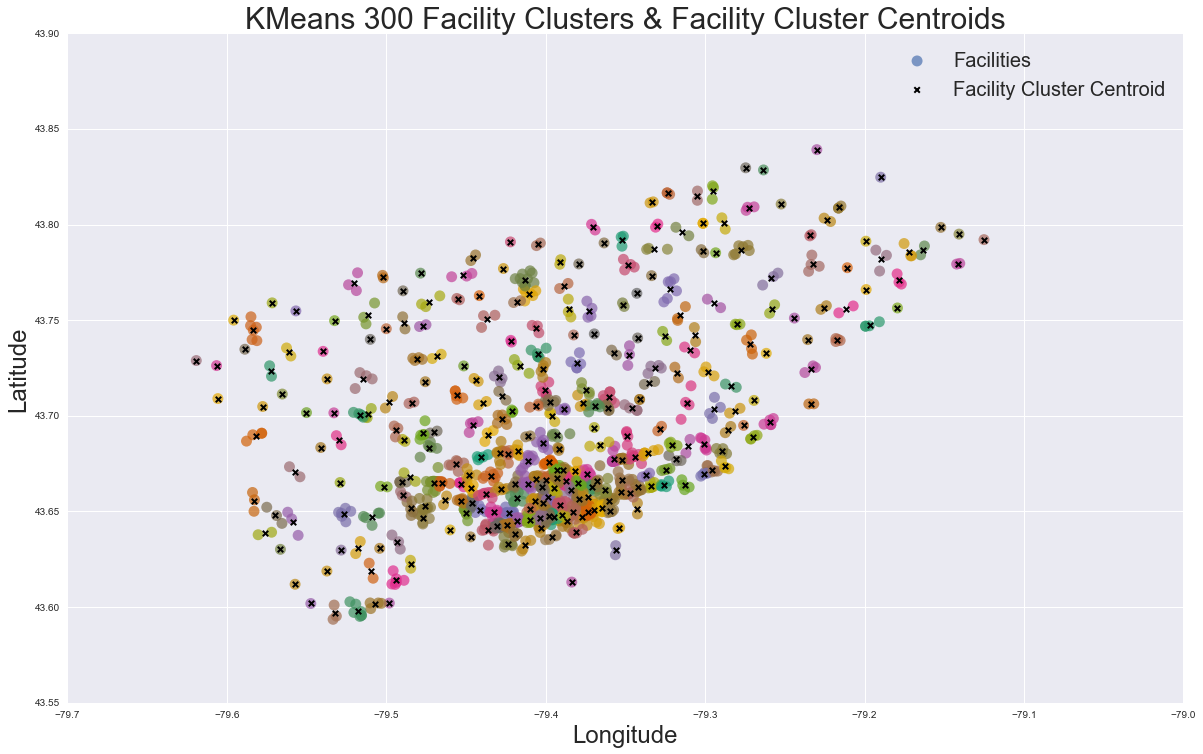 KMeans 300 Facility Clusters & Facility Cluster Centroids
43.90
Facilities
Facility Cluster Centroid
43.85
43.80
43.75
Latitude
43.70
43.65
43.60
43.55
−79.7 −79.6 −79.5 −79.4 −79.3 −79.2 −79.1 −79.0
Longitude